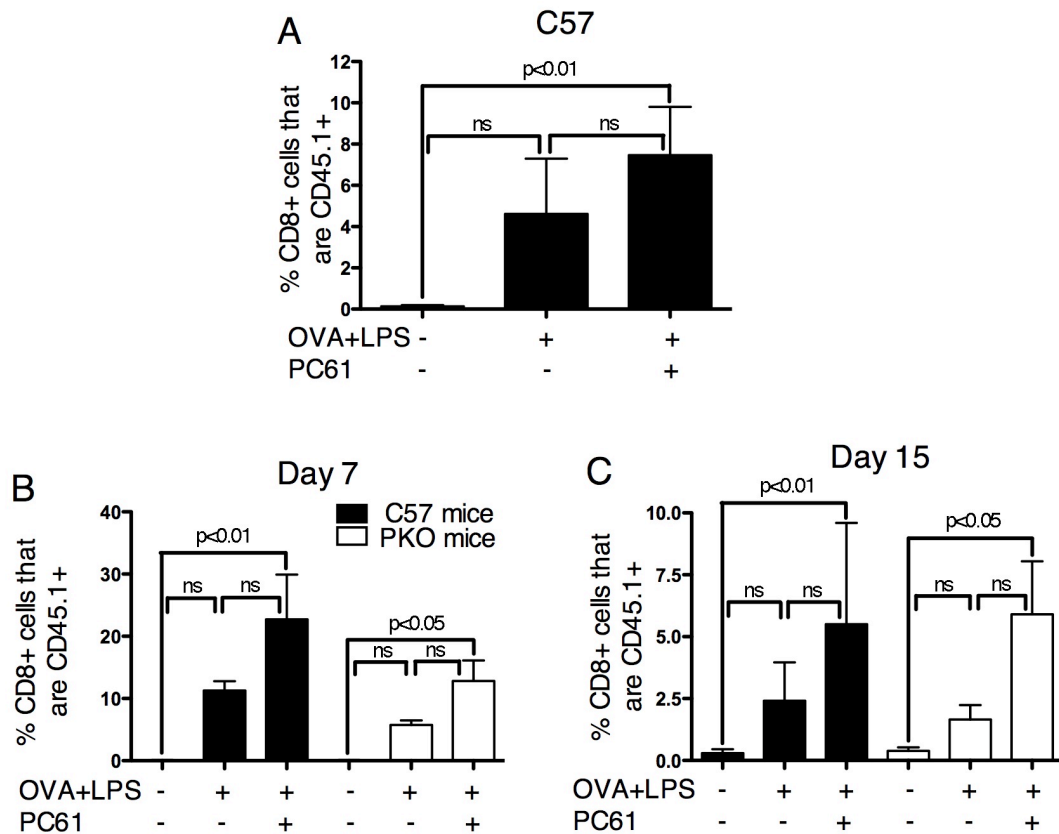 A
C57
% CD8+ cells that
are CD45.1+
12
10
8
6
4
2
0
p<0.01
ns
ns
OVA+LPS - + +
PC61 - - +
B
Day 7
C57 mice
PKO mice
% CD8+ cells that
are CD45.1+
40
30
20
10
0
p<0.01
ns
ns
p<0.05
ns
ns
OVA+LPS - + + - + +
PC61 - - + - - +
C
Day 15
% CD8+ cells that
are CD45.1+
10.0
7.5
5.0
2.5
0.0
p<0.01
ns
ns
p<0.05
ns
ns
OVA+LPS - + + - + +
PC61 - - + - - +